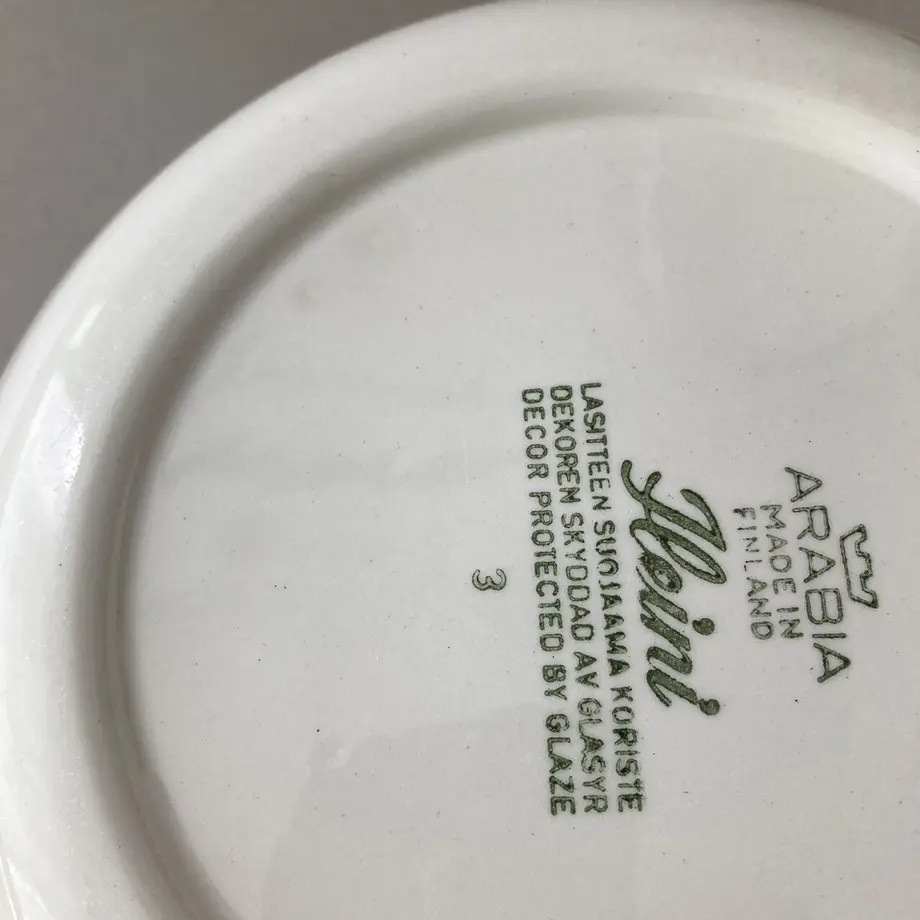 ARABIA
MADE IN
FINLAND
Heini
LASITTEEN SUOJAAMA KORISTE
DEKOREN SKYDDAD AV GLASYR
DECOR PROTECTED BY GLAZE
3